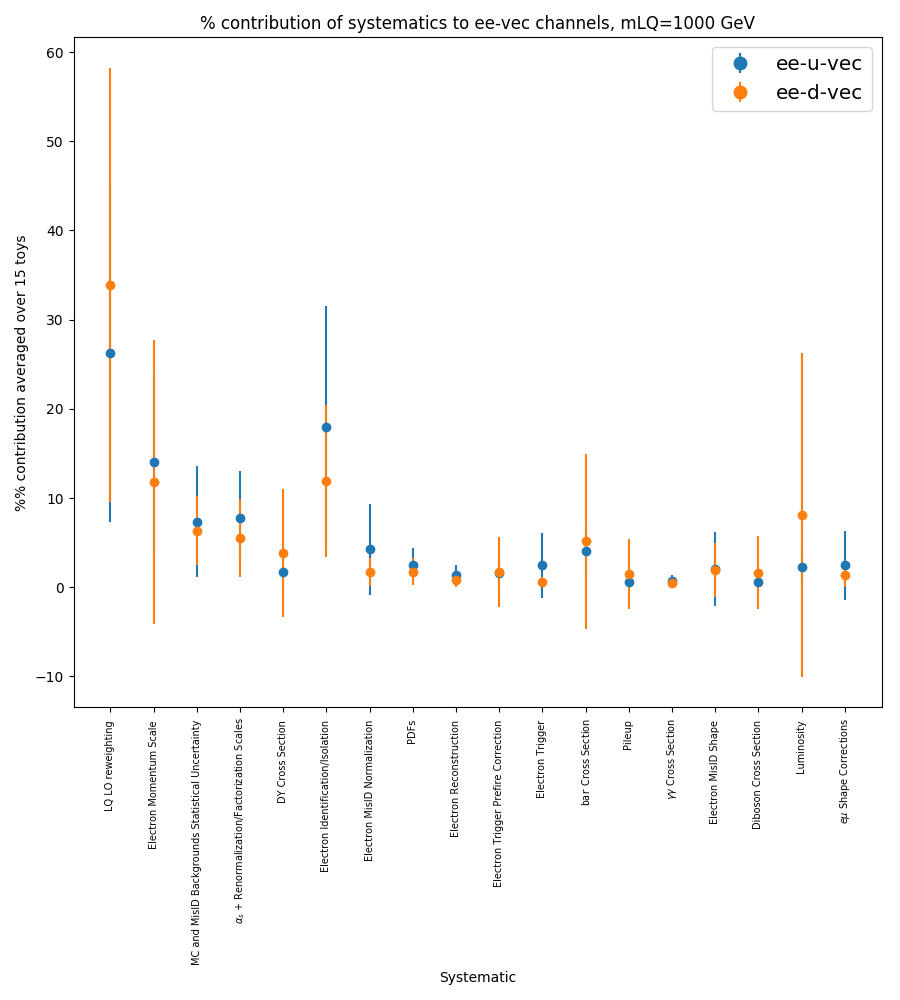 % contribution of systematics to ee-vec channels, mLQ=1000 GeV
ee-u-vec
ee-d-vec
%% contribution averaged over 15 toys
60
50
40
30
20
10
0
−10
LQ LO reweighting
Electron Momentum Scale
MC and MisID Backgrounds Statistical Uncertainty
αs + Renormalization/Factorization Scales
DY Cross Section
Electron Identification/Isolation
Electron MisID Normalization
PDFs
Electron Reconstruction
Electron Trigger Prefire Correction
Electron Trigger
bar Cross Section
Pileup
γγ Cross Section
Electron MisID Shape
Diboson Cross Section
Luminosity
eμ Shape Corrections
Systematic